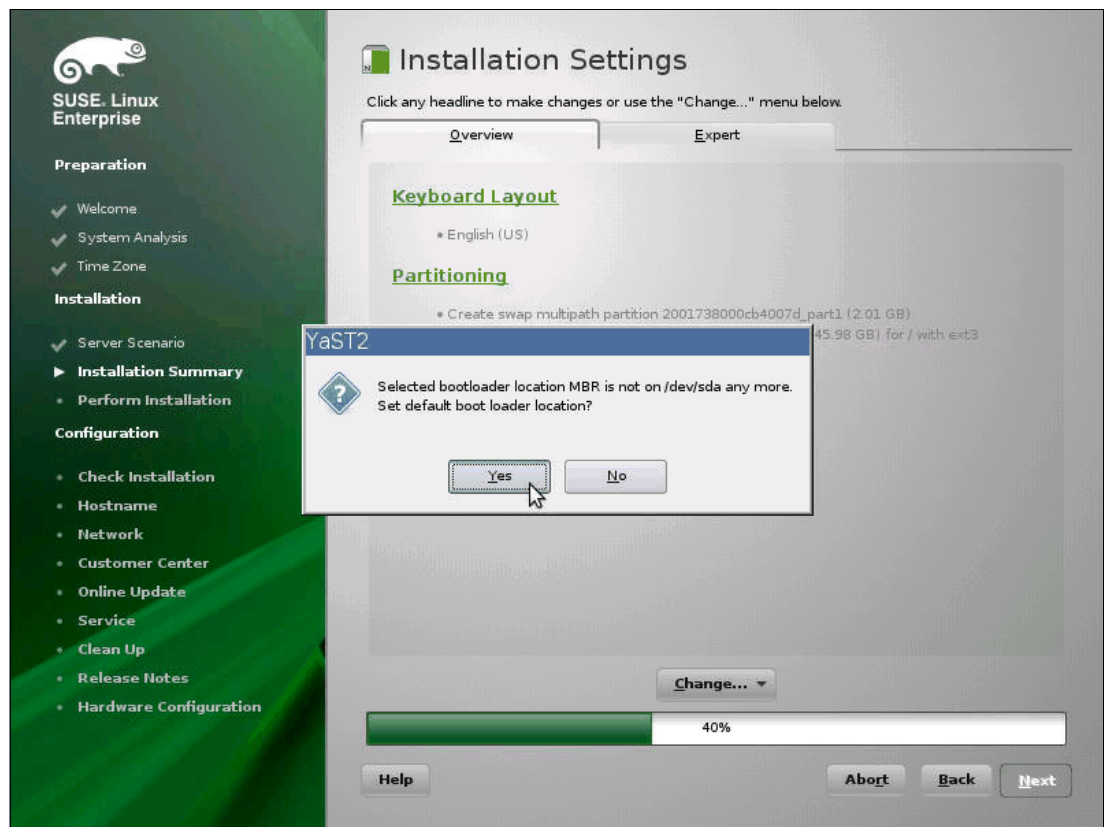 SUSE. Linux
Enterprise
Preparation
Welcome
System Analysis
Time Zone
Installation
Server Scenario
Installation Summary
Perform Installation
Configuration
Check Installation
Hostname
Network
Customer Center
Online Update
Service
Clean Up
Release Notes
Hardware Configuration
Installation Settings
Click any headline to make changes or use the "Change..." menu below.
Overview
Expert
Keyboard Layout
• English (US)
Partitioning
• Create swap multipath partition 2001738000cb4007d_part1 (2.01 GB)
45.98 GB) for / with ext3
YaST2
Selected bootloader location MBR is not on /dev/sda any more.
Set default boot loader location?
Yes
No
Change...
40%
Help
Abort
Back
Next